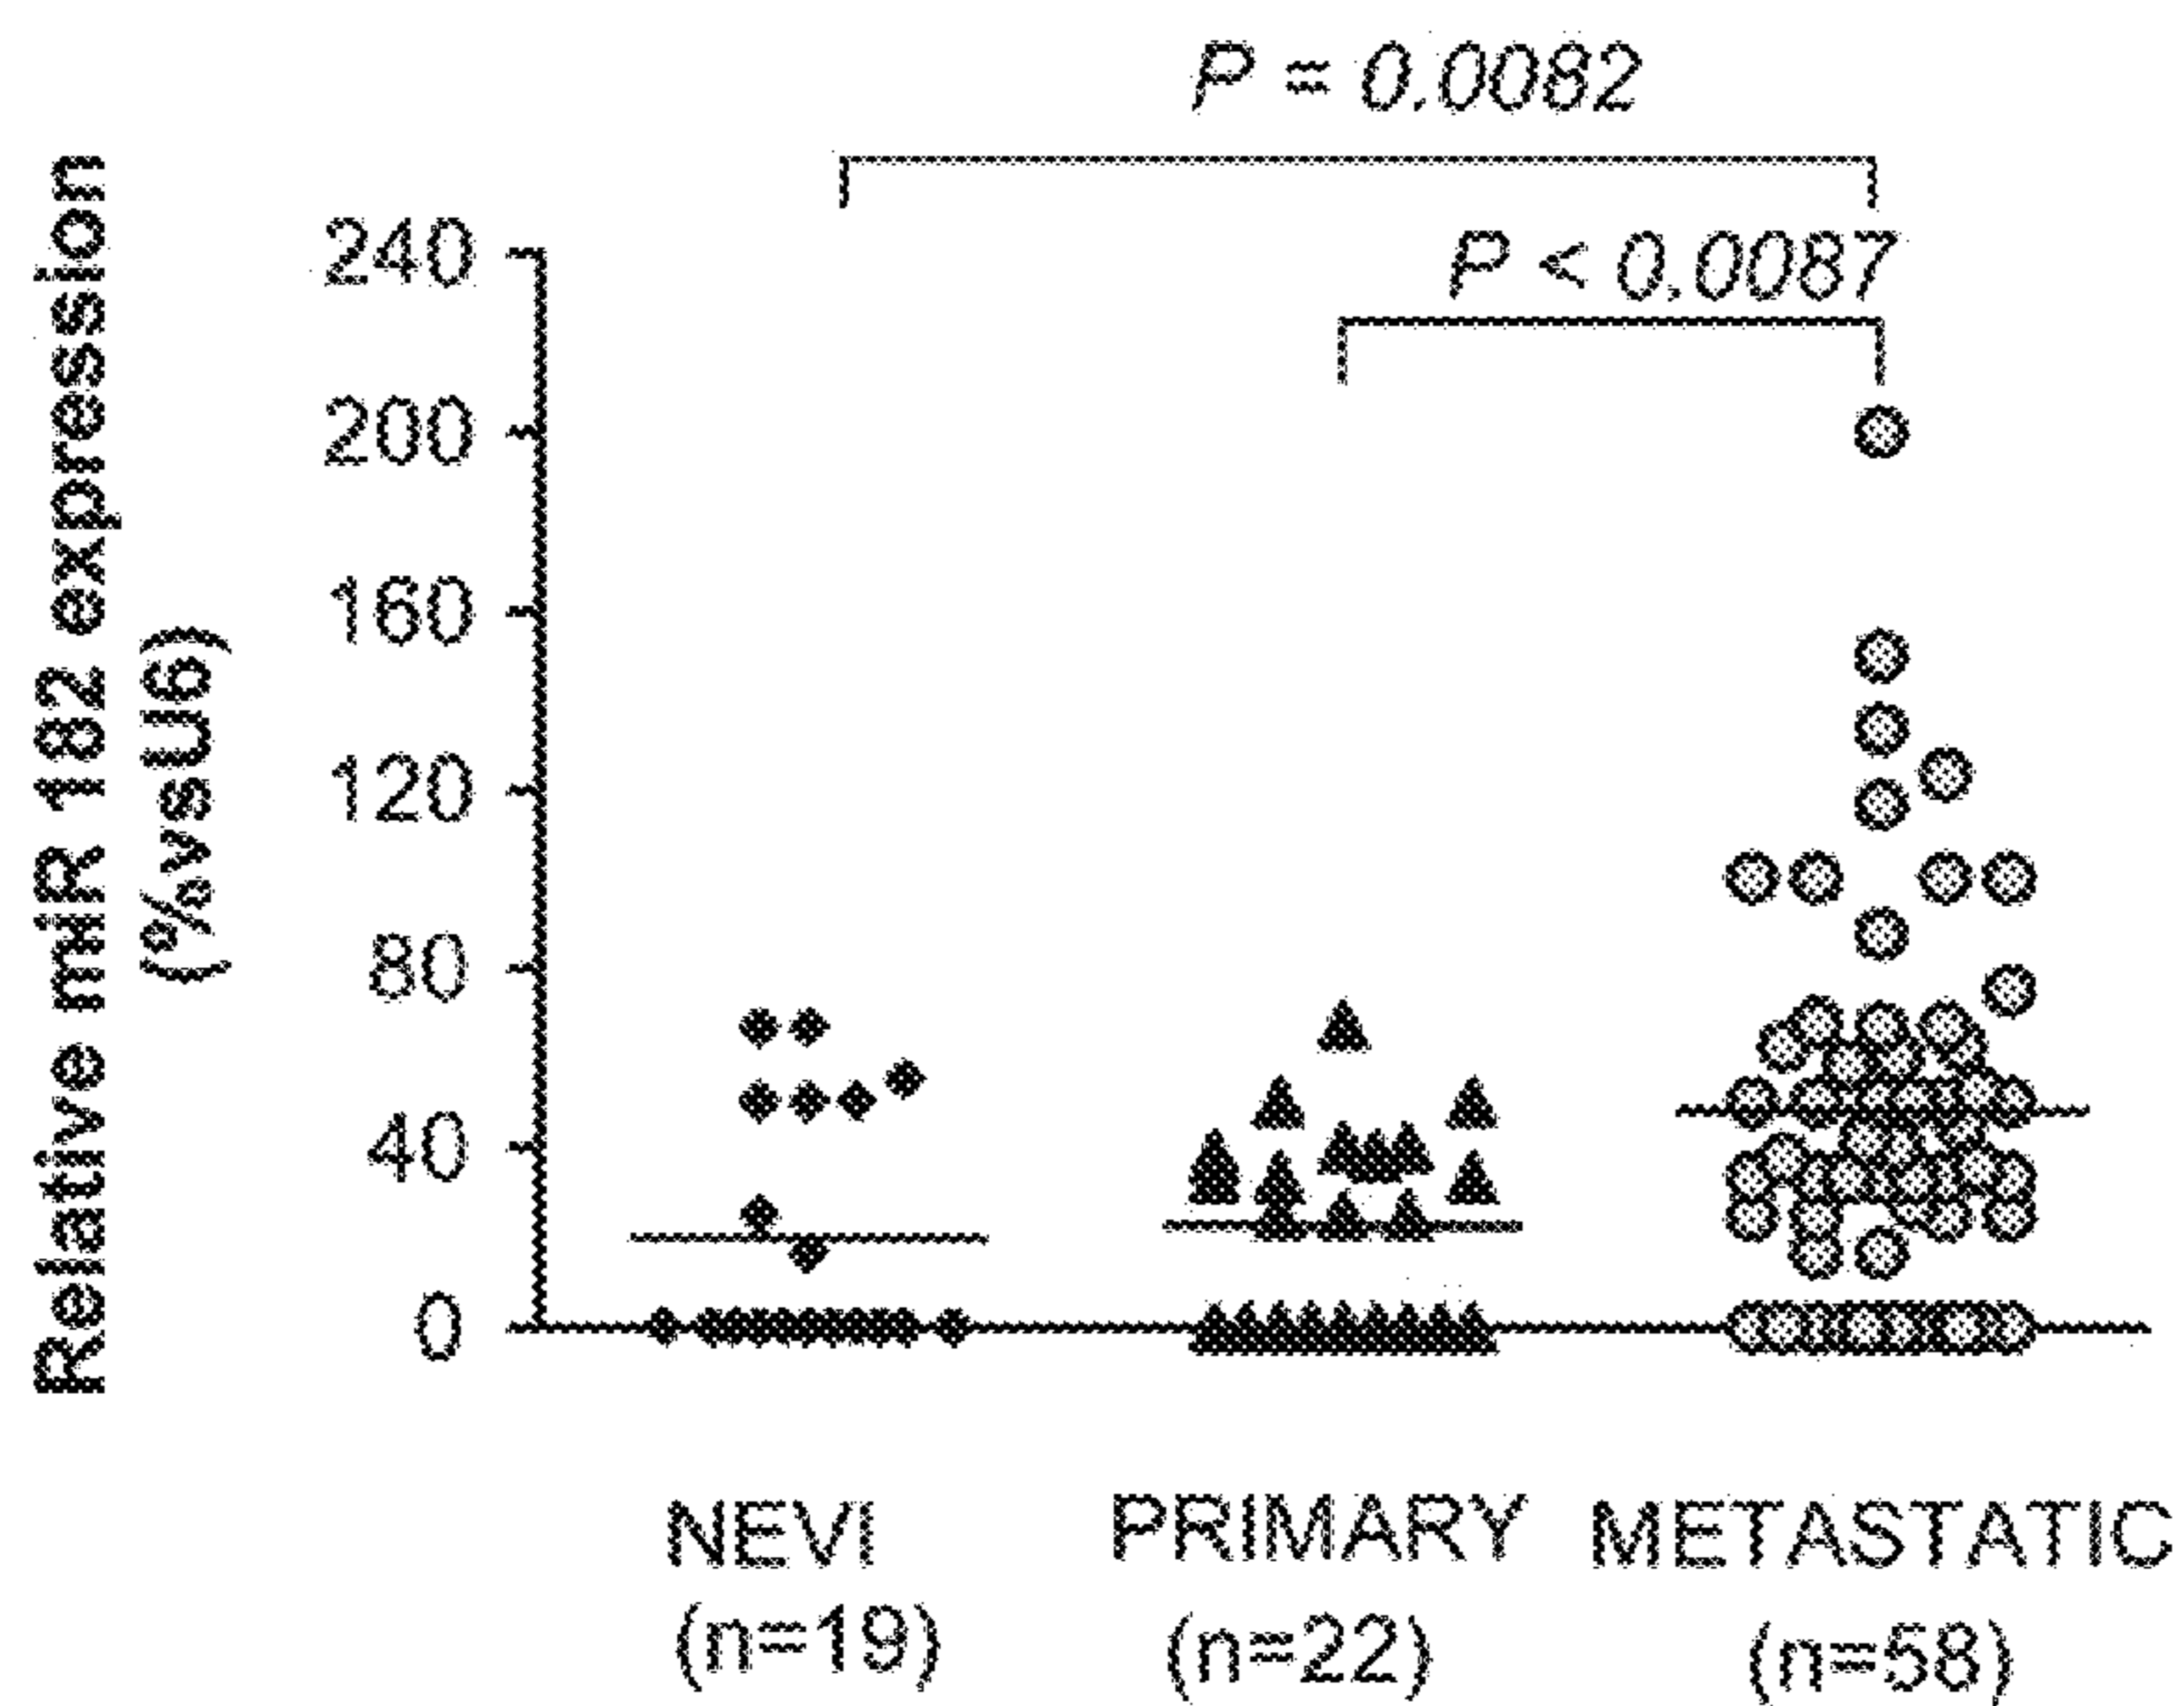 P = 0.0082
P < 0.0087
Relative miR 182 expression
(%vsU6)
240
200
160
120
80
40
0
NEVI
PRIMARY
METASTATIC
(n=19)
(n=22)
(n=58)